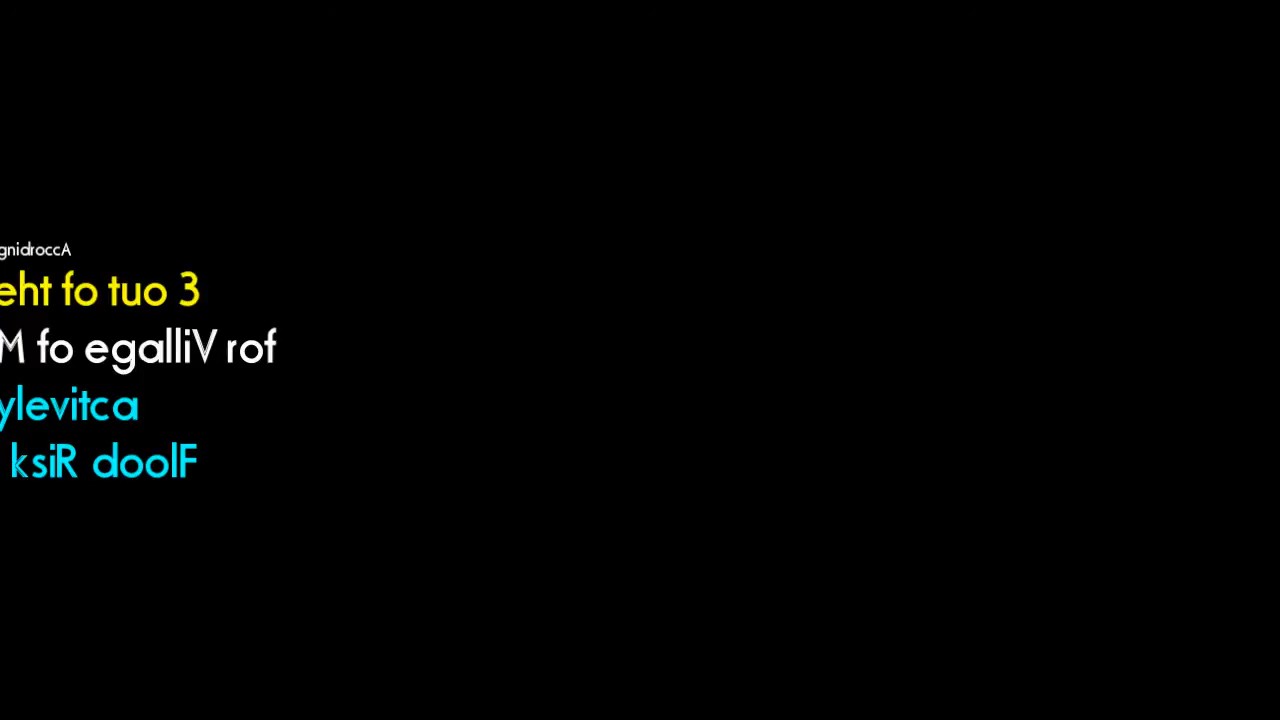 gnidroccA
eht fo tuo 3
M fo egalliV rof
ylevitca
ksiR doolF